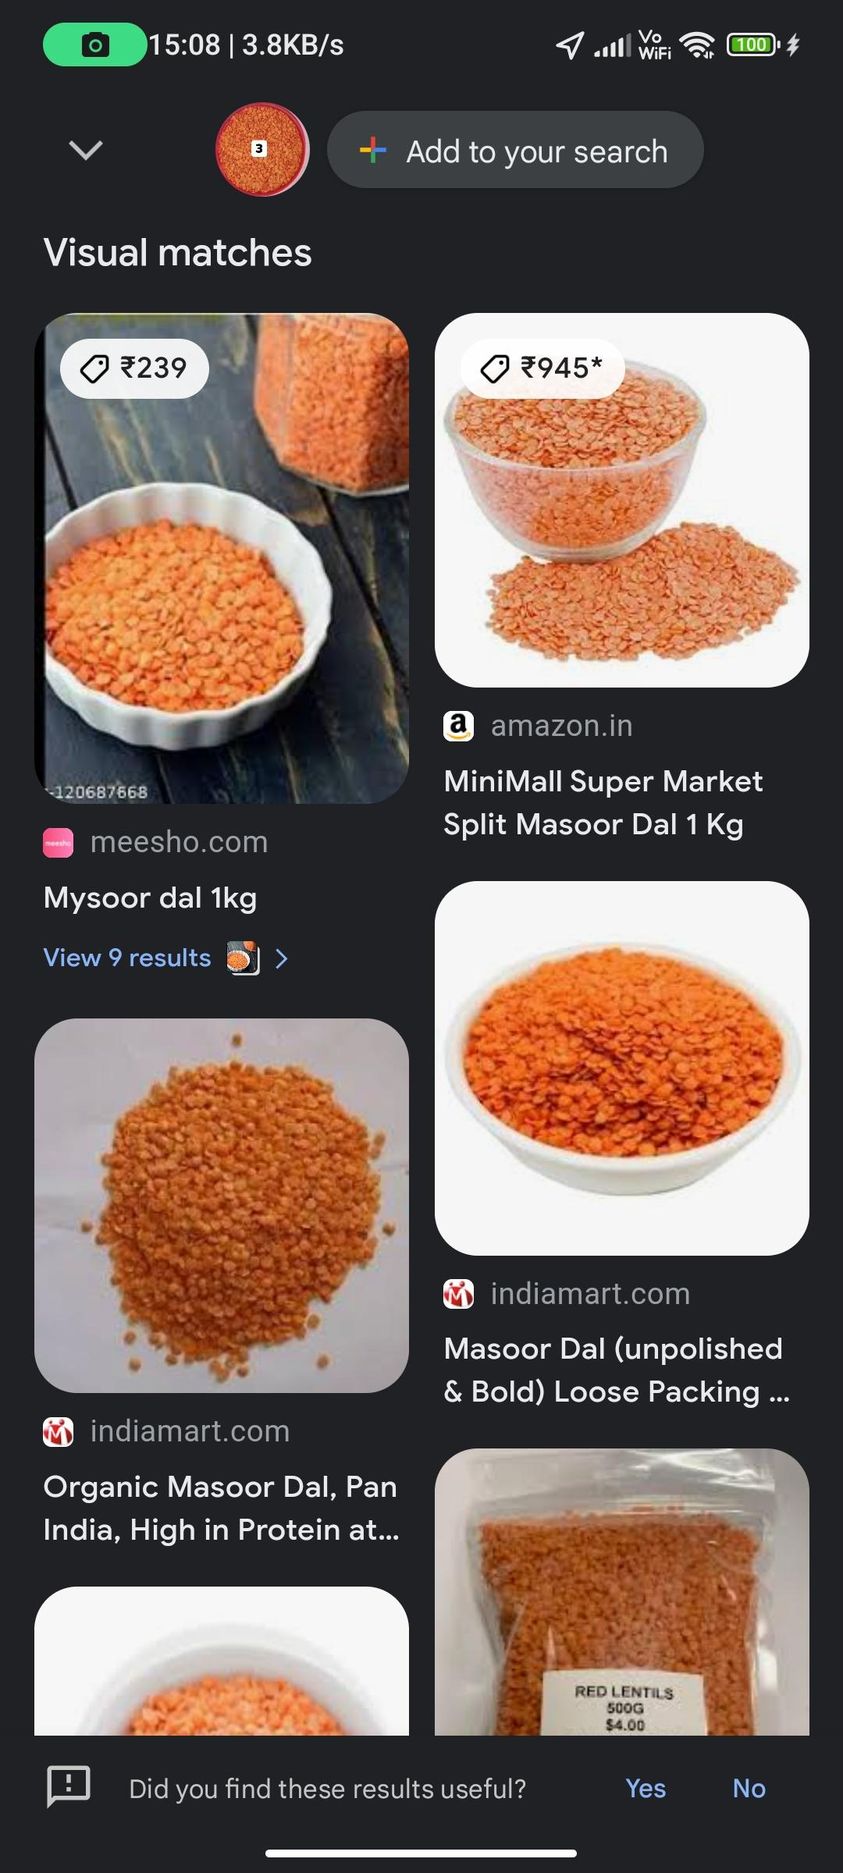 15:08 | 3.8KB/s
Vo
WiFi
100
3
Add to your search
Visual matches
₹239
-120687668
meesho
meesho.com
Mysoor dal 1kg
View 9 results
₹945*
a
amazon.in
MiniMall Super Market
Split Masoor Dal 1 Kg
indiamart.com
Organic Masoor Dal, Pan
India, High in Protein at...
indiamart.com
Masoor Dal (unpolished
& Bold) Loose Packing ...
RED LENTILS
500G
$4.00
Did you find these results useful?
Yes
No